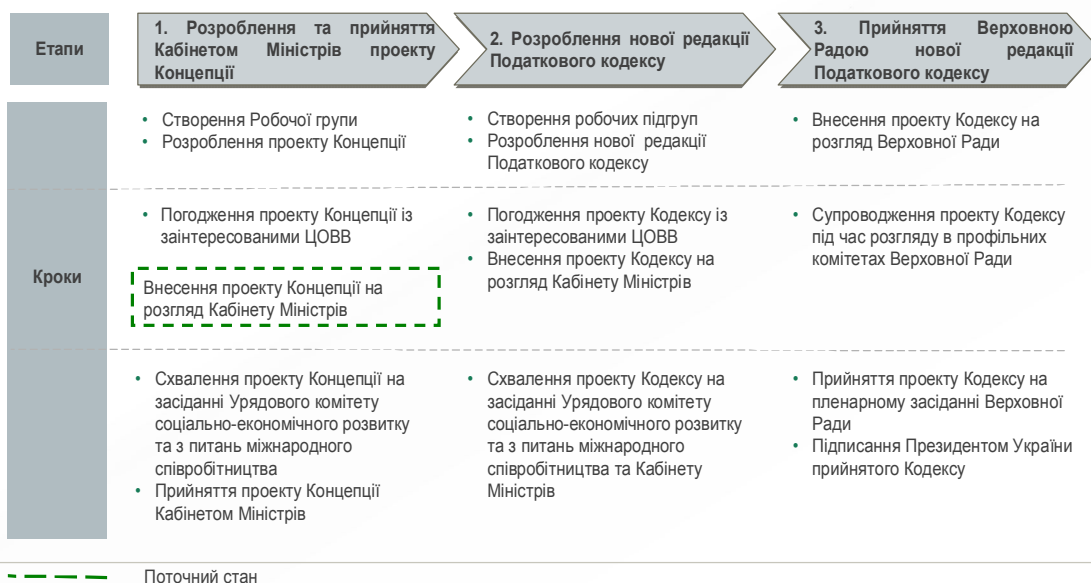 Етапи
1. Розроблення та прийняття
Кабінетом Міністрів проекту
Концепції
2. Розроблення нової редакції
Податкового кодексу
3. Прийняття Верховною
Радою нової редакції
Податкового кодексу
Кроки
• Створення Робочої групи
• Розроблення проекту Концепції
• Створення робочих підгруп
• Розроблення нової редакції
Податкового кодексу
• Внесення проекту Кодексу на
розгляд Верховної Ради
• Погодження проекту Концепції із
заінтересованими ЦОВВ
Внесення проекту Концепції на
розгляд Кабінету Міністрів
• Погодження проекту Кодексу із
заінтересованими ЦОВВ
• Внесення проекту Кодексу на
розгляд Кабінету Міністрів
• Супроводження проекту Кодексу
під час розгляду в профільних
комітетах Верховної Ради
• Схвалення проекту Концепції на
засіданні Урядового комітету
соціально-економічного розвитку
та з питань міжнародного
співробітництва
• Прийняття проекту Концепції
Кабінетом Міністрів
• Схвалення проекту Кодексу на
засіданні Урядового комітету
соціально-економічного розвитку
та з питань міжнародного
співробітництва та Кабінету
Міністрів
• Прийняття проекту Кодексу на
пленарному засіданні Верховної
Ради
• Підписання Президентом України
прийнятого Кодексу
Поточний стан